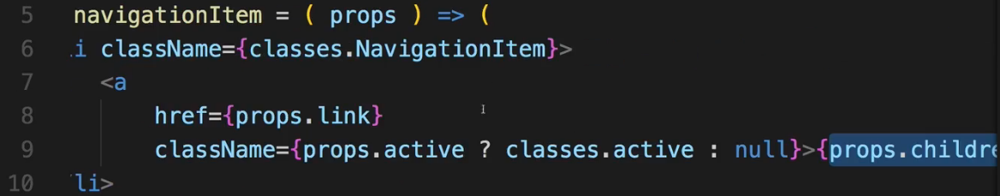 5 navigationItem = ( props ) => (
6 .i className={classes.NavigationItem}>
7 <a
8 href={props.link}
9 className={props.active ? classes.active : null}>{props.childre
10 'li>